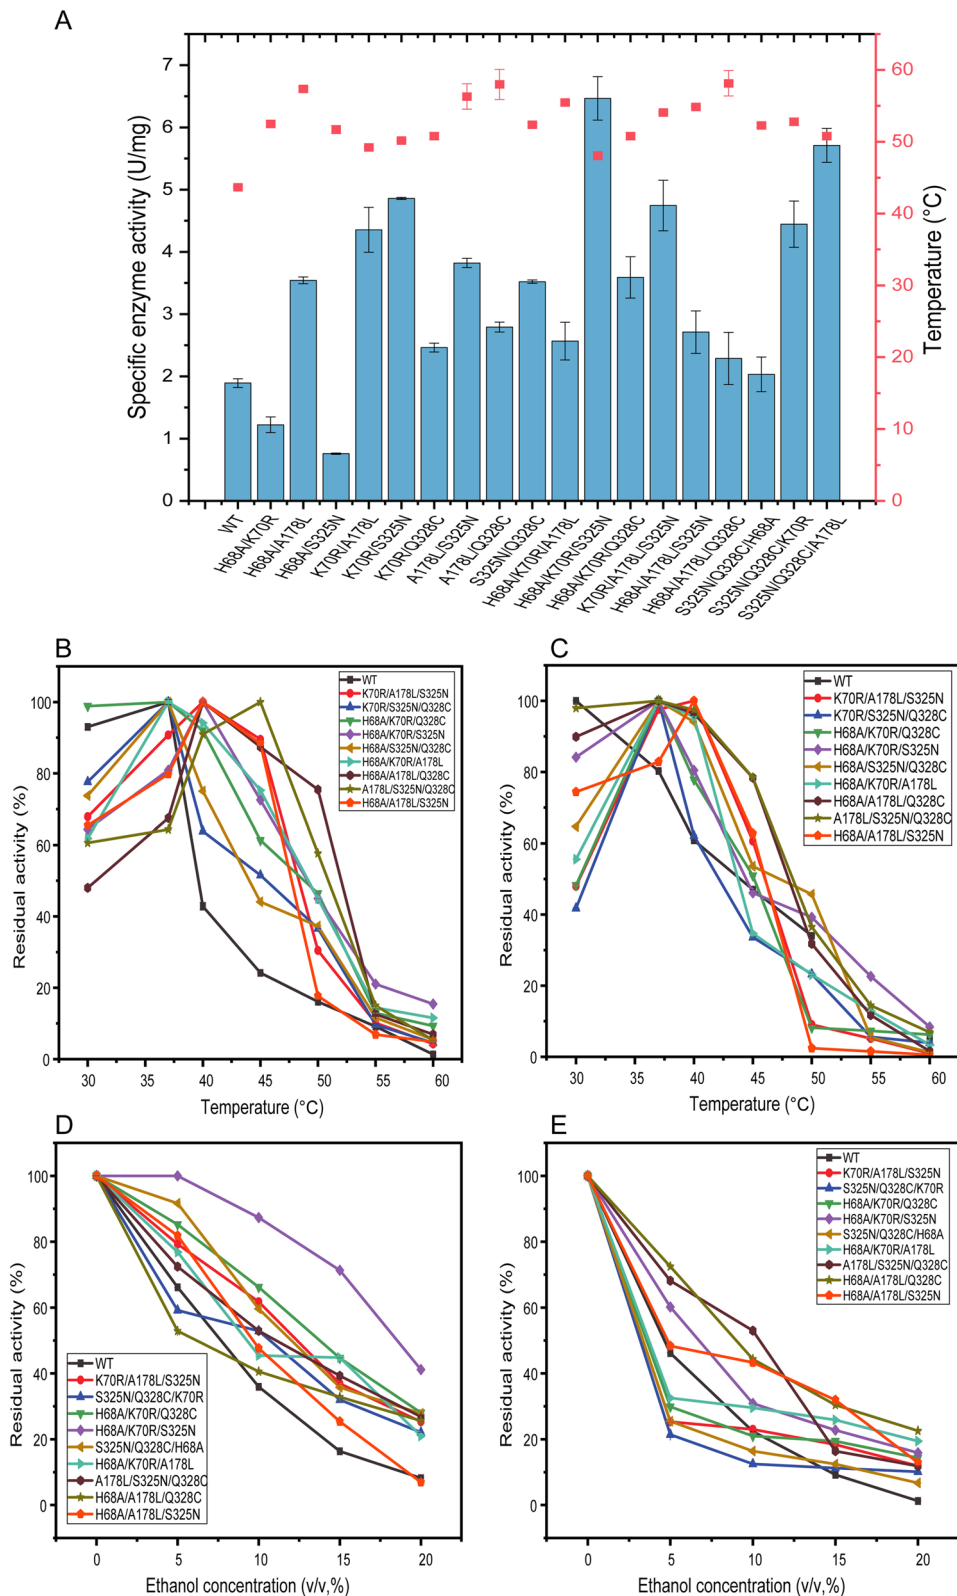 A
Specific enzyme activity (U/mg)
7
6
5
4
3
2
1
0
60
50
40
30
20
10
0
Temperature (°C)
WT
H68A/K70R
H68A/A178L
H68A/S325N
K70R/A178L
K70R/S325N
K70R/Q328C
A178L/S325N
A178L/Q328C
S325N/Q328C
H68A/K70R/A178L
H68A/K70R/S325N
H68A/K70R/Q328C
K70R/A178L/S325N
H68A/A178L/S325N
H68A/A178L/Q328C
S325N/Q328C/H68A
S325N/Q328C/K70R
S325N/Q328C/A178L
B
Residual activity (%)
100
80
60
40
20
0
WT
K70R/A178L/S325N
K70R/S325N/Q328C
H68A/K70R/Q328C
H68A/K70R/S325N
H68A/S325N/Q328C
H68A/K70R/A178L
H68A/A178L/Q328C
A178L/S325N/Q328C
H68A/A178L/S325N
30 35 40 45 50 55 60
Temperature (°C)
C
Residual activity (%)
100
80
60
40
20
0
WT
K70R/A178L/S325N
K70R/S325N/Q328C
H68A/K70R/Q328C
H68A/K70R/S325N
H68A/S325N/Q328C
H68A/K70R/A178L
H68A/A178L/Q328C
A178L/S325N/Q328C
H68A/A178L/S325N
30 35 40 45 50 55 60
Temperature (°C)
D
Residual activity (%)
100
80
60
40
20
0
WT
K70R/A178L/S325N
S325N/Q328C/K70R
H68A/K70R/Q328C
H68A/K70R/S325N
S325N/Q328C/H68A
H68A/K70R/A178L
A178L/S325N/Q328C
H68A/A178L/Q328C
H68A/A178L/S325N
0 5 10 15 20
Ethanol concentration (v/v,%)
E
Residual activity (%)
100
80
60
40
20
0
WT
K70R/A178L/S325N
S325N/Q328C/K70R
H68A/K70R/Q328C
H68A/K70R/S325N
S325N/Q328C/H68A
H68A/K70R/A178L
A178L/S325N/Q328C
H68A/A178L/Q328C
H68A/A178L/S325N
0 5 10 15 20
Ethanol concentration (v/v,%)